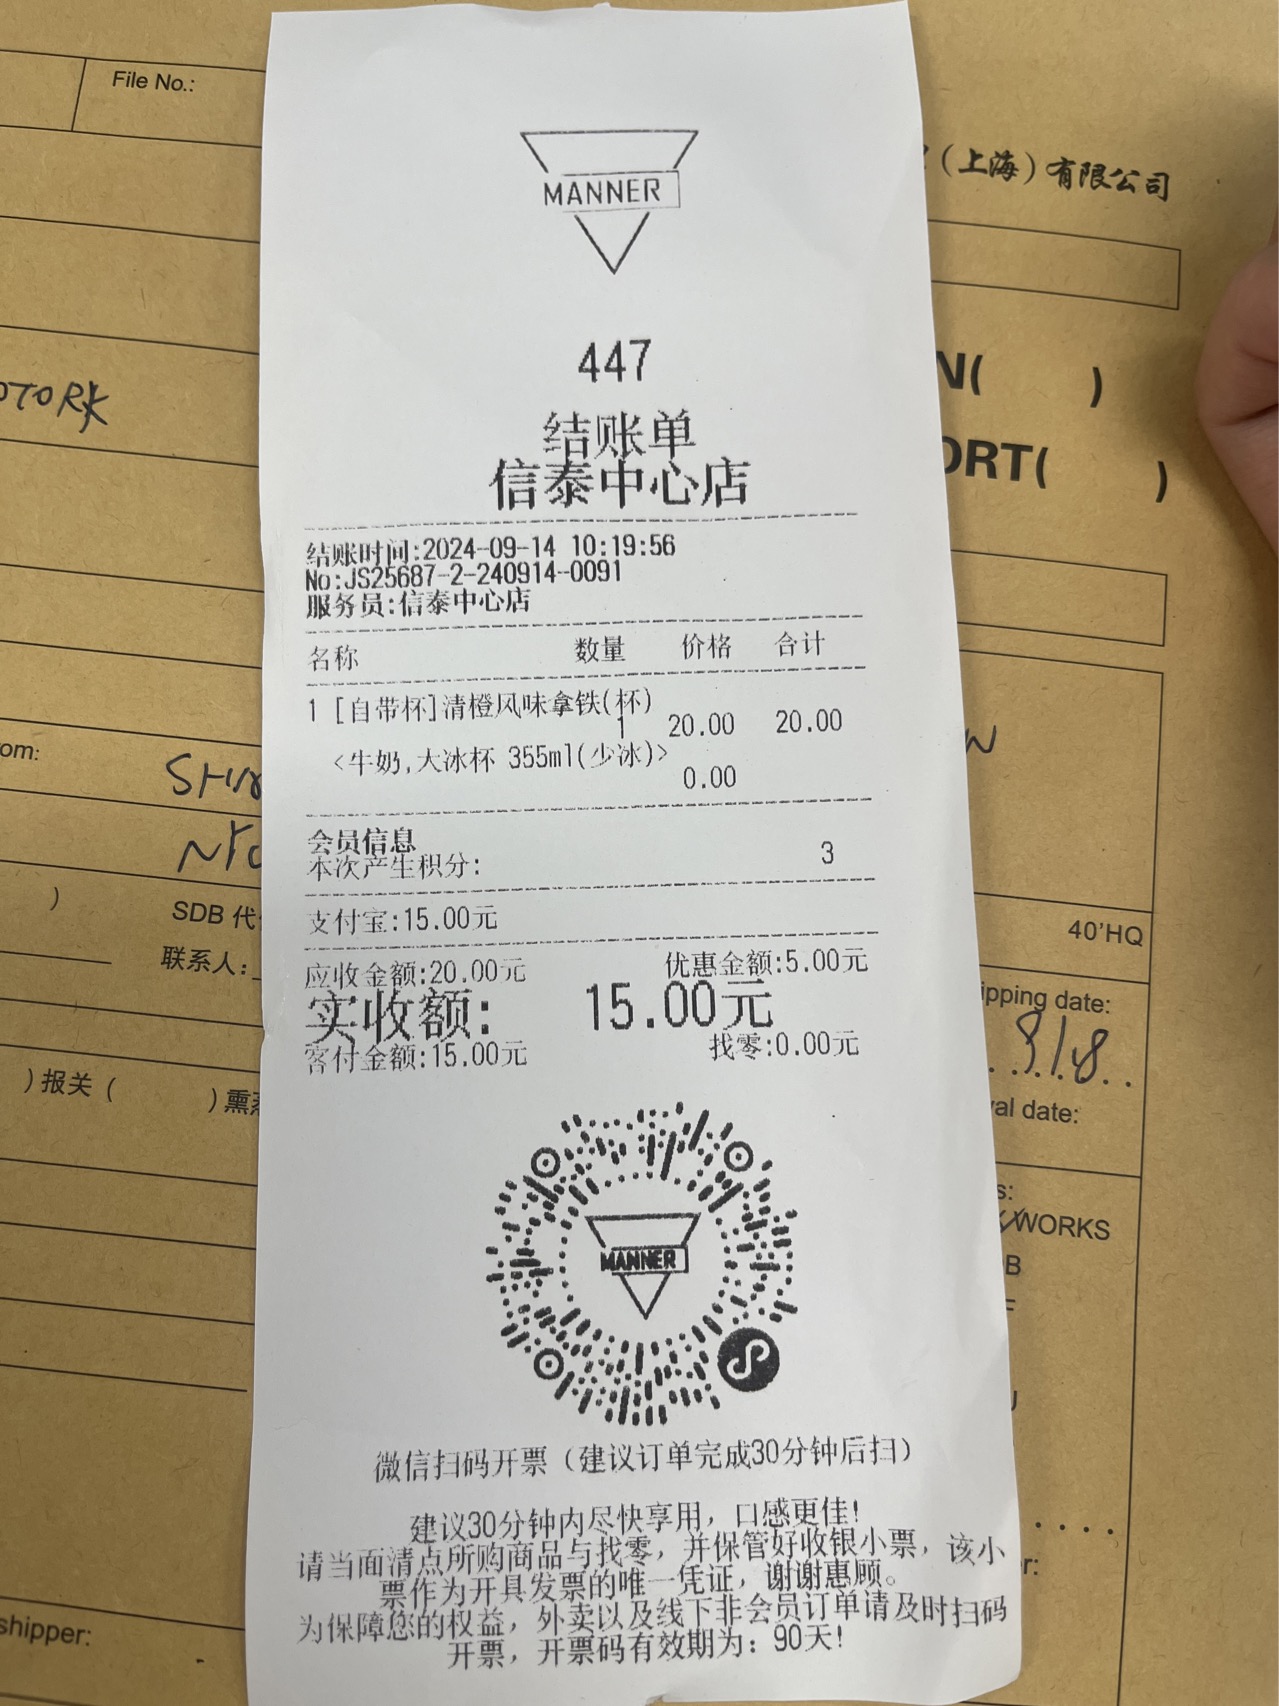 File No.:
（上海）有限公司
MANNER
447
N( )
结账单
ORT( )
信泰中心店
结账时间:2024-09-14 10:19:56
No:JS25687-2-240914-0091
服务员:信泰中心店
名称 数量 价格 合计
1 [自带杯]清橙风味拿铁(杯)
1 20.00 20.00
<牛奶,大冰杯 355ml(少冰)>
0.00
om:
会员信息
本次产生积分: 3
SDB 代
支付宝:15.00元
40'HQ
联系人:
应收金额:20.00元 优惠金额:5.00元
实收额: 15.00元
客付金额:15.00元 找零:0.00元
ipping date:
)报关( )熏
val date:
s:
WORKS
MANNER
微信扫码开票（建议订单完成30分钟后扫）
建议30分钟内尽快享用，口感更佳!
请当面清点所购商品与找零，并保管好收银小票，该小
票作为开具发票的唯一凭证，谢谢惠顾。
为保障您的权益，外卖以及线下非会员订单请及时扫码
开票，开票码有效期为：90天!
shipper: